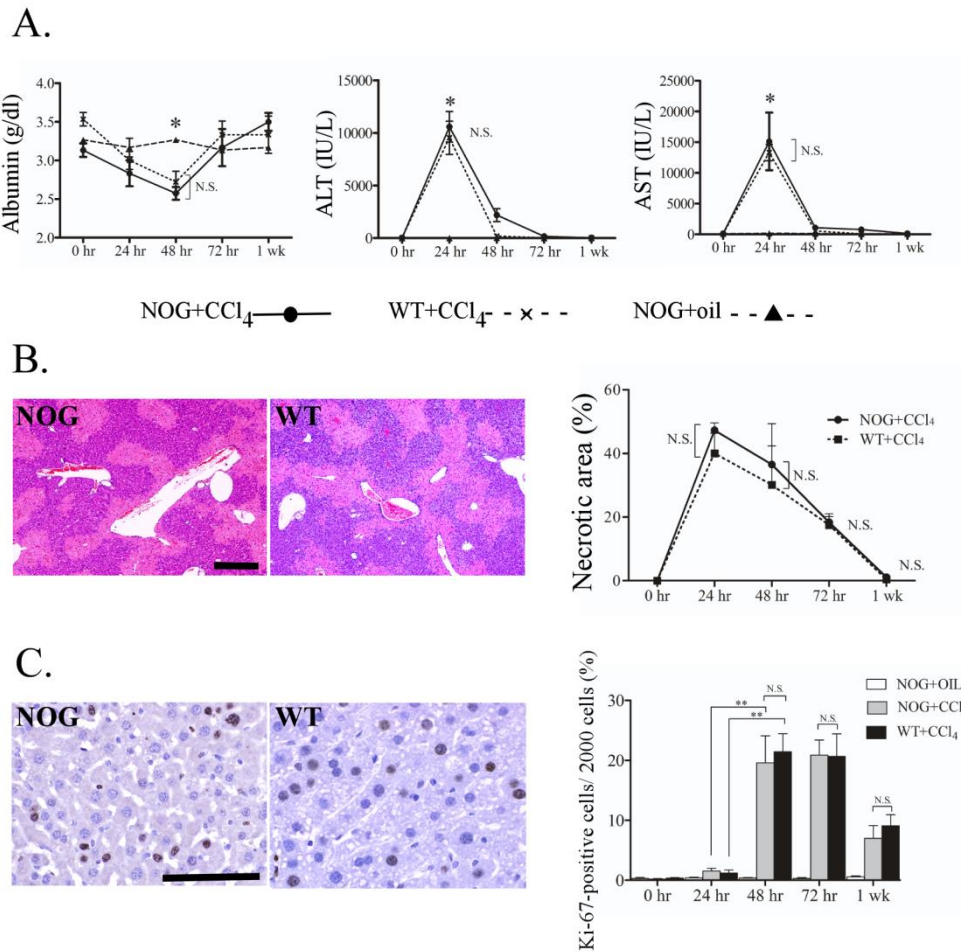 A.
Albumin (g/dl)
4.0
3.5
3.0
2.5
2.0
*
N.S.
0 hr 24 hr 48 hr 72 hr 1 wk
ALT (IU/L)
15000
10000
5000
0
*
N.S.
0 hr 24 hr 48 hr 72 hr 1 wk
AST (IU/L)
25000
20000
15000
10000
5000
0
*
N.S.
0 hr 24 hr 48 hr 72 hr 1 wk
NOG+CCl4 WT+CCl4 NOG+oil
B.
NOG WT
Necrotic area (%)
60
40
20
0
NOG+CCl4
WT+CCl4
N.S.
N.S.
N.S.
N.S.
0 hr 24 hr 48 hr 72 hr 1 wk
C.
NOG WT
Ki-67-positive cells/ 2000 cells (%)
30
20
10
0
NOG+OIL
NOG+CCl
WT+CCl4
N.S.
**
**
N.S.
N.S.
0 hr 24 hr 48 hr 72 hr 1 wk